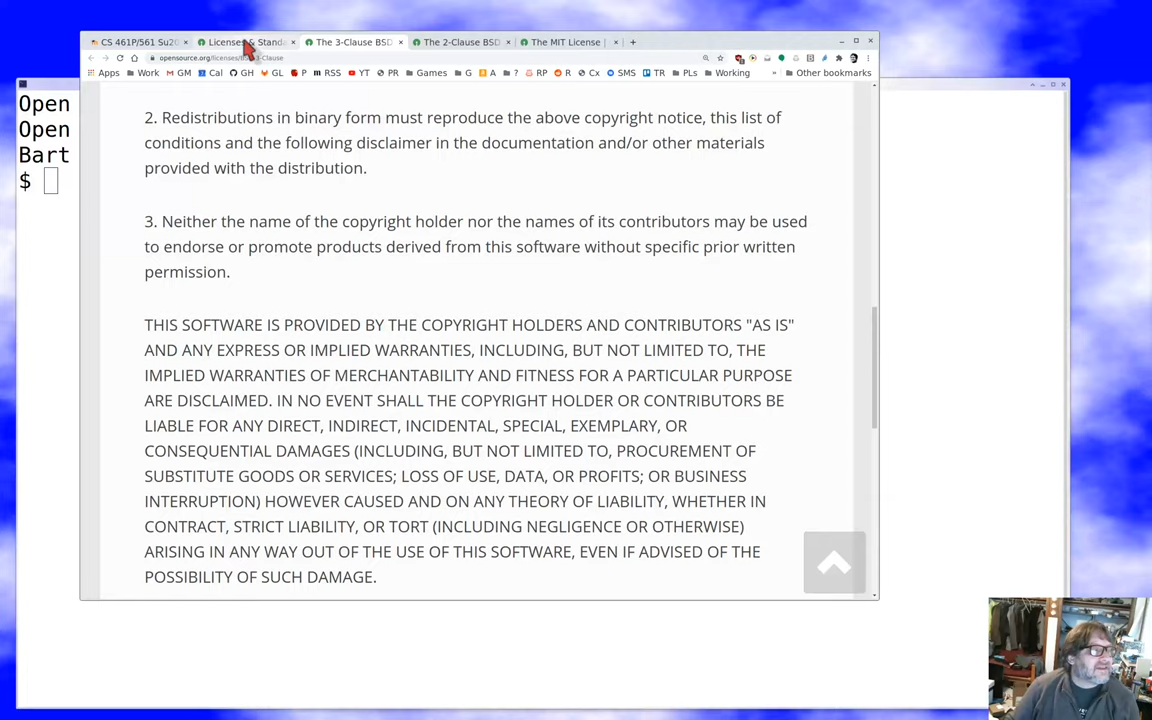 CS 461P/561 Su20
Licenses & Standa
The 3-Clause BSD
The 2-Clause BSD
The MIT License |
opensource.org/licenses/
-Clause
Apps Work GM Cal GH GL P RSS YT PR Games G A ? RP R Cx SMS TR PLs Working » Other bookmarks
Open
Open
Bart
$
2. Redistributions in binary form must reproduce the above copyright notice, this list of
conditions and the following disclaimer in the documentation and/or other materials
provided with the distribution.
3. Neither the name of the copyright holder nor the names of its contributors may be used
to endorse or promote products derived from this software without specific prior written
permission.
THIS SOFTWARE IS PROVIDED BY THE COPYRIGHT HOLDERS AND CONTRIBUTORS "AS IS"
AND ANY EXPRESS OR IMPLIED WARRANTIES, INCLUDING, BUT NOT LIMITED TO, THE
IMPLIED WARRANTIES OF MERCHANTABILITY AND FITNESS FOR A PARTICULAR PURPOSE
ARE DISCLAIMED. IN NO EVENT SHALL THE COPYRIGHT HOLDER OR CONTRIBUTORS BE
LIABLE FOR ANY DIRECT, INDIRECT, INCIDENTAL, SPECIAL, EXEMPLARY, OR
CONSEQUENTIAL DAMAGES (INCLUDING, BUT NOT LIMITED TO, PROCUREMENT OF
SUBSTITUTE GOODS OR SERVICES; LOSS OF USE, DATA, OR PROFITS; OR BUSINESS
INTERRUPTION) HOWEVER CAUSED AND ON ANY THEORY OF LIABILITY, WHETHER IN
CONTRACT, STRICT LIABILITY, OR TORT (INCLUDING NEGLIGENCE OR OTHERWISE)
ARISING IN ANY WAY OUT OF THE USE OF THIS SOFTWARE, EVEN IF ADVISED OF THE
POSSIBILITY OF SUCH DAMAGE.